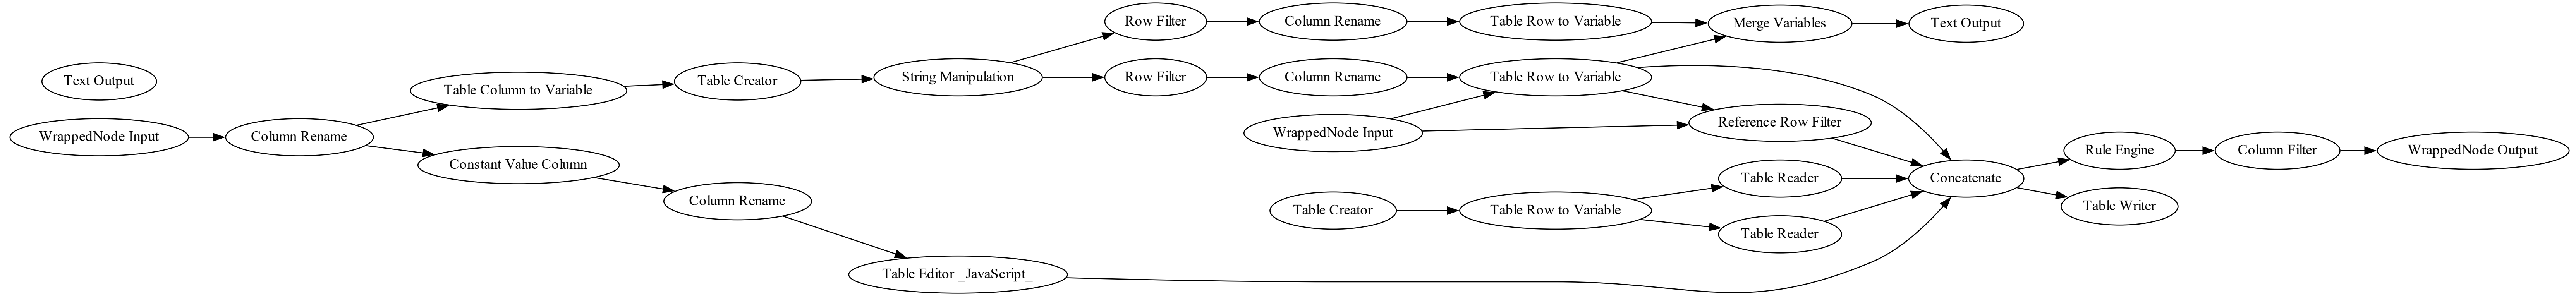 Row Filter
Column Rename
Table Row to Variable
Merge Variables
Text Output
Text Output
Table Column to Variable
Table Creator
String Manipulation
Row Filter
Column Rename
Table Row to Variable
WrappedNode Input
Column Rename
WrappedNode Input
Reference Row Filter
Constant Value Column
Column Rename
Table Reader
Concatenate
Rule Engine
Column Filter
WrappedNode Output
Table Creator
Table Row to Variable
Table Reader
Table Writer
Table Editor _JavaScript_